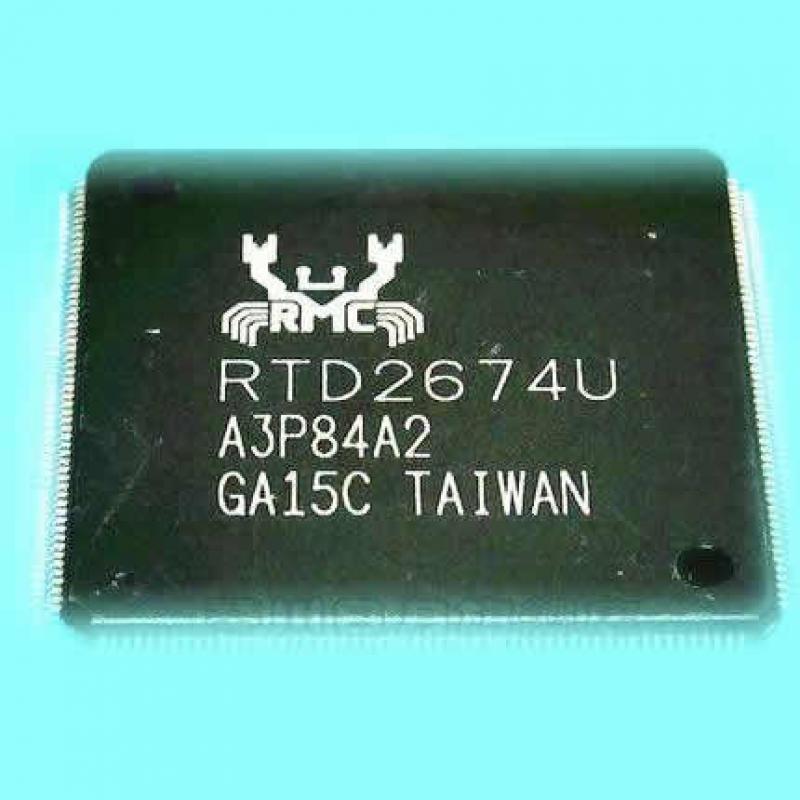 RMC
RTD2674U
A3P84A2
GA15C TAIWAN